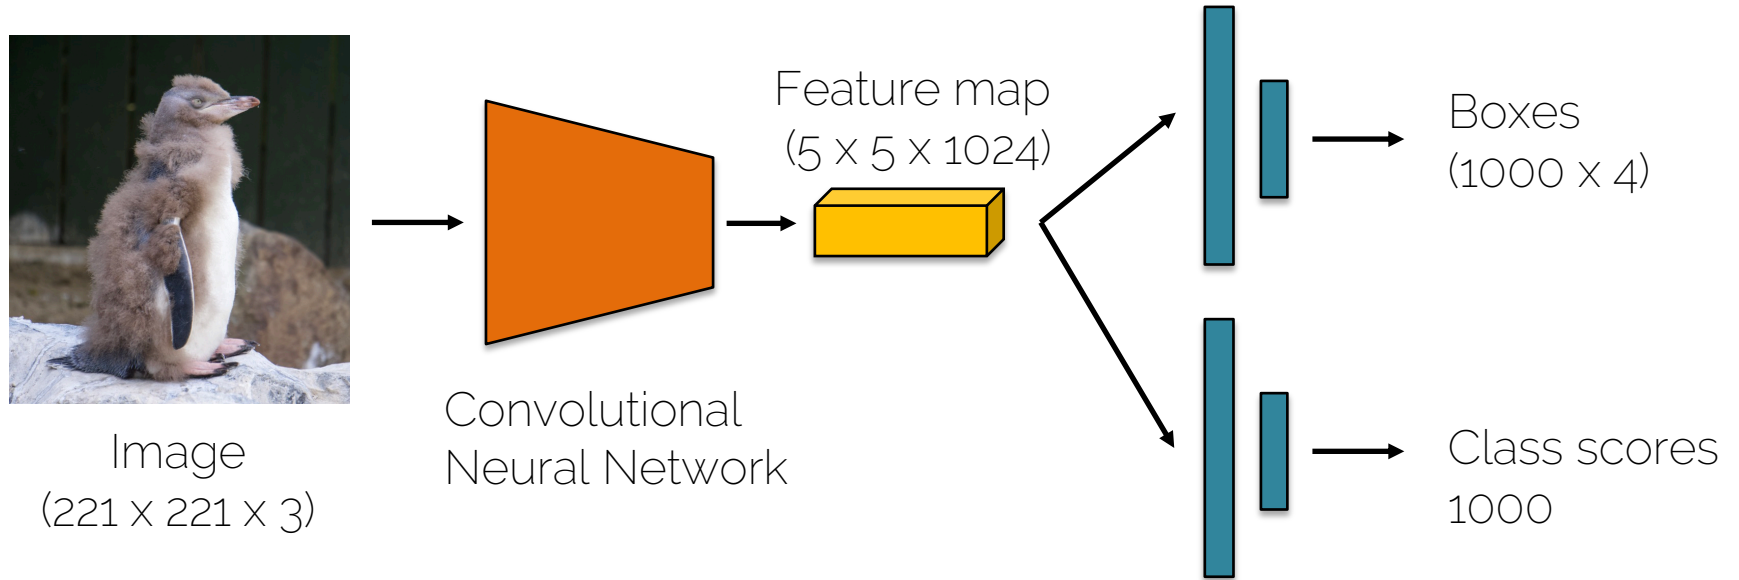 Image
(221 x 221 x 3)
Convolutional
Neural Network
Feature map
(5 x 5 x 1024)
Boxes
(1000 x 4)
Class scores
1000